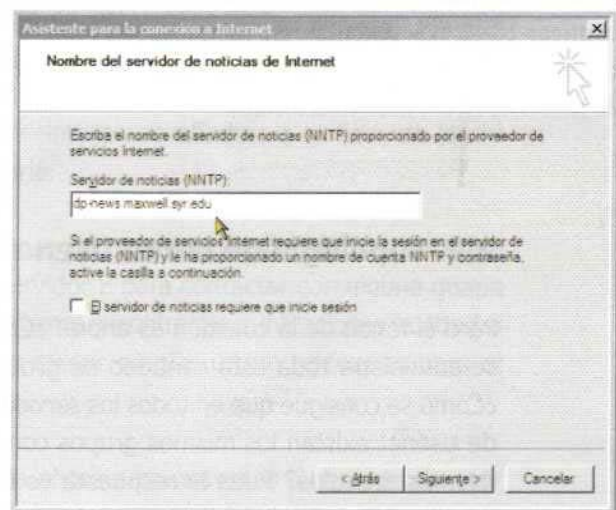 Asistente para la conexión a Internet
Nombre del servidor de noticias de Internet
Escriba el nombre del servidor de noticias (NNTP) proporcionado por el proveedor de
servicios Internet.
Servidor de noticias (NNTP):
dp-news.maxwell.syr.edu
Si el proveedor de servicios Internet requiere que inicie la sesión en el servidor de
noticias (NNTP) y le ha proporcionado un nombre de cuenta NNTP y contraseña,
active la casilla a continuación.
El servidor de noticias requiere que inicie sesión
< Atrás
Siguiente >
Cancelar